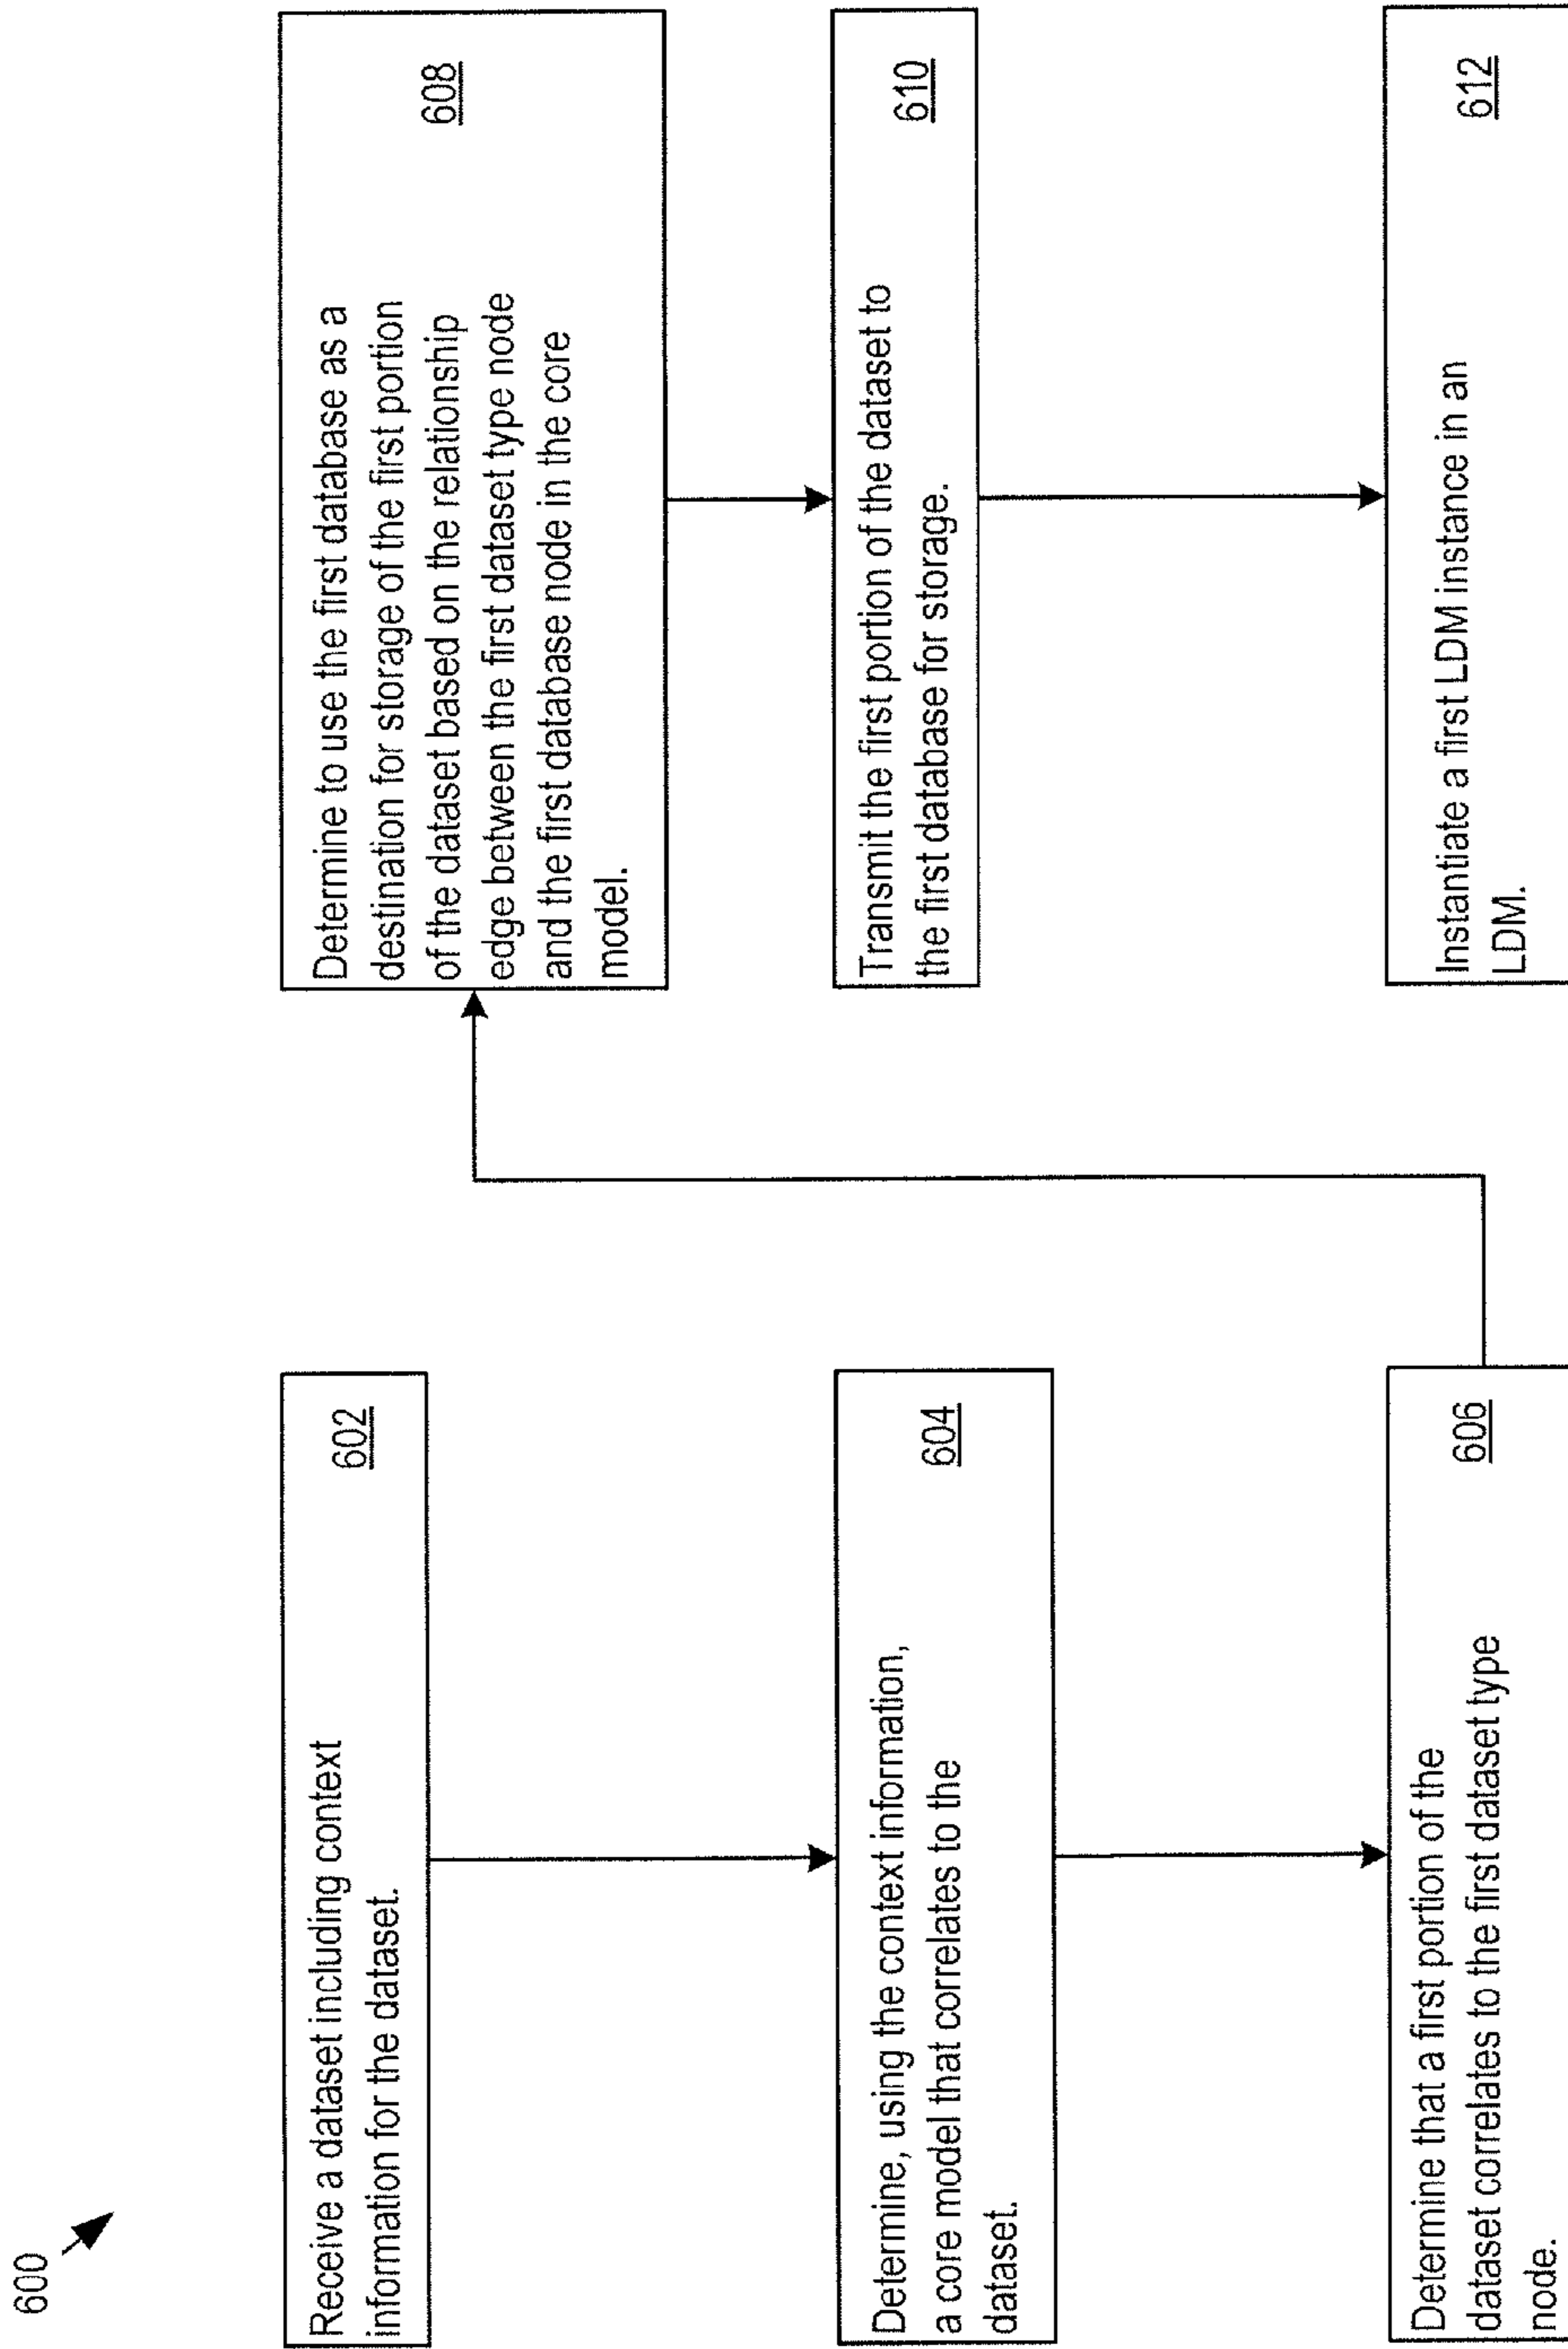 600
Receive a dataset including context
information for the dataset.
602
Determine, using the context information,
a core model that correlates to the
dataset.
604
Determine that a first portion of the
dataset correlates to the first dataset type
node.
606
Determine to use the first database as a
destination for storage of the first portion
of the dataset based on the relationship
edge between the first dataset type node
and the first database node in the core
model.
608
Transmit the first portion of the dataset to
the first database for storage.
610
Instantiate a first LDM instance in an
LDM.
612